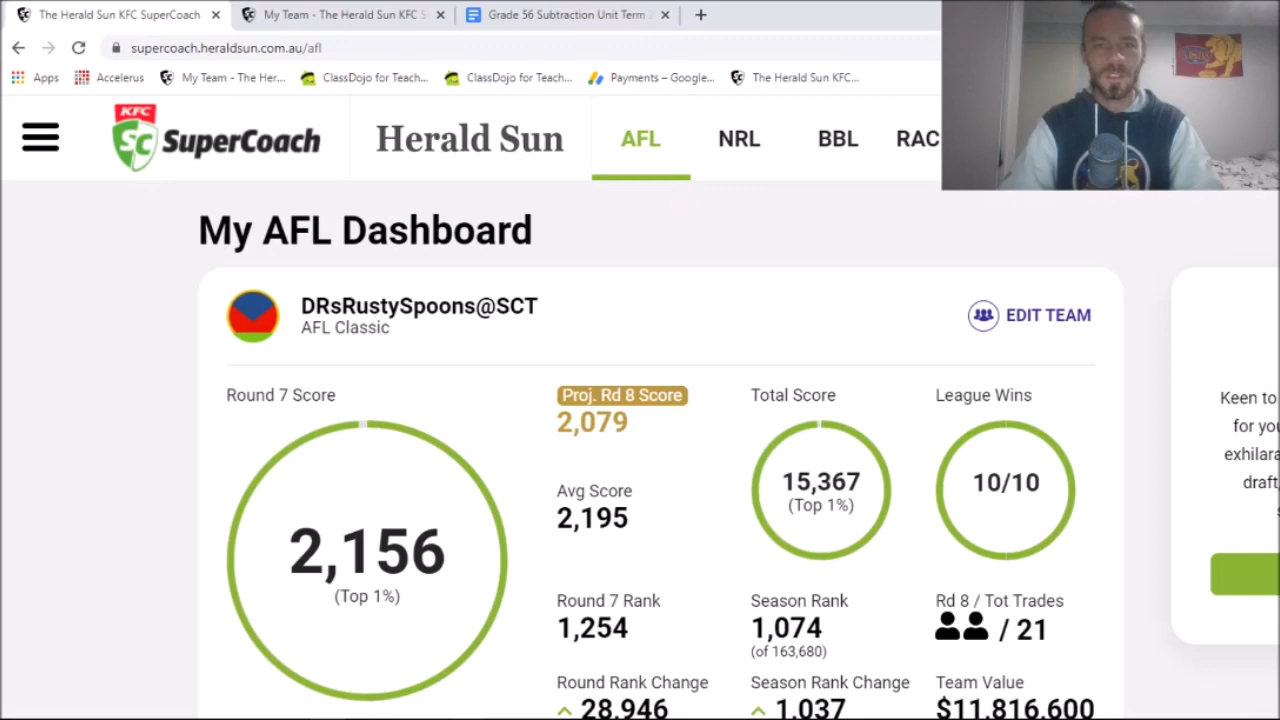 The Herald Sun KFC SuperCoach
My Team - The Herald Sun KFC S
Grade 56 Subtraction Unit Term
supercoach.heraldsun.com.au/afl
Apps
Accelerus
My Team - The Her...
ClassDojo for Teach...
ClassDojo for Teach...
Payments – Google...
The Herald Sun KFC...
KFC
SC
SuperCoach
Herald Sun
AFL
NRL
BBL
RAC
My AFL Dashboard
DRsRustySpoons@SCT
AFL Classic
EDIT TEAM
Round 7 Score
2,156
(Top 1%)
Proj. Rd 8 Score
2,079
Avg Score
2,195
Round 7 Rank
1,254
Round Rank Change
28,946
Total Score
15,367
(Top 1%)
Season Rank
1,074
(of 163,680)
Season Rank Change
1,037
League Wins
10/10
Rd 8 / Tot Trades
/ 21
Team Value
$11,816,600
Keen to
for you
exhilara
draft,